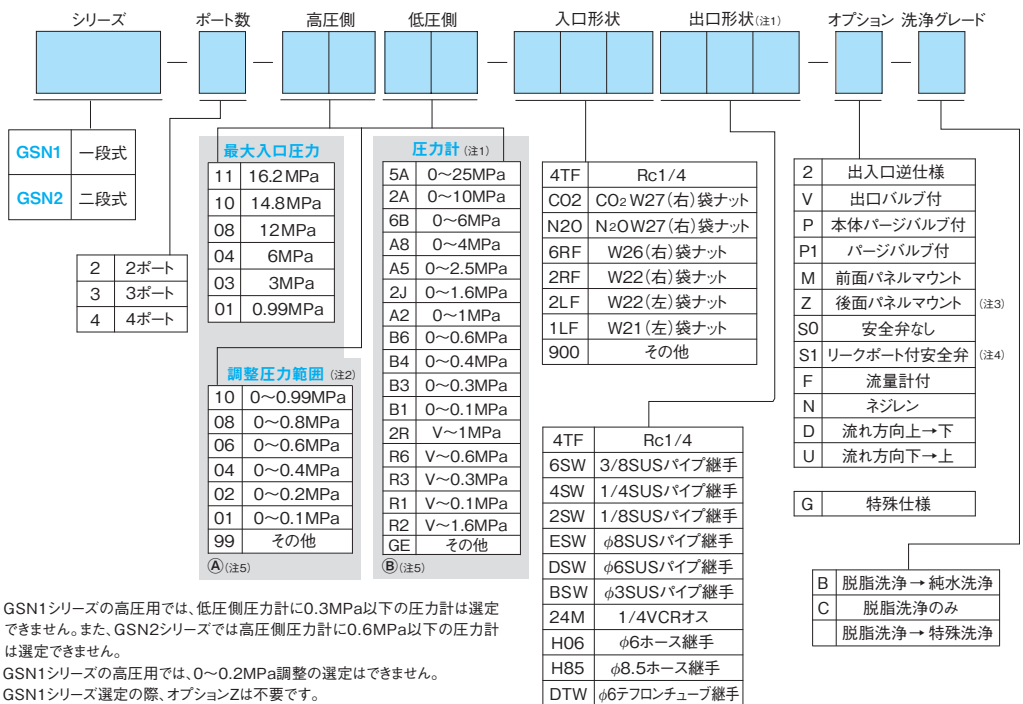 シリーズ ポート数 高圧側 低圧側 入口形状 出口形状(注1) オプション 洗浄グレード
GSN1 一段式
GSN2 二段式
2 2ポート
3 3ポート
4 4ポート
最大入口圧力
11 16.2MPa
10 14.8MPa
08 12MPa
04 6MPa
03 3MPa
01 0.99MPa
調整圧力範囲 (注2)
10 0～0.99MPa
08 0～0.8MPa
06 0～0.6MPa
04 0～0.4MPa
02 0～0.2MPa
01 0～0.1MPa
99 その他
Ⓐ(注5)
圧力計 (注1)
5A 0～25MPa
2A 0～10MPa
6B 0～6MPa
A8 0～4MPa
A5 0～2.5MPa
2J 0～1.6MPa
A2 0～1MPa
B6 0～0.6MPa
B4 0～0.4MPa
B3 0～0.3MPa
B1 0～0.1MPa
2R V～1MPa
R6 V～0.6MPa
R3 V～0.3MPa
R1 V～0.1MPa
R2 V～1.6MPa
GE その他
Ⓑ(注5)
4TF Rc1/4
CO2 CO₂W27(右)袋ナット
N2O N₂OW27(右)袋ナット
6RF W26(右)袋ナット
2RF W22(右)袋ナット
2LF W22(左)袋ナット
1LF W21(左)袋ナット
900 その他
4TF Rc1/4
6SW 3/8SUSパイプ継手
4SW 1/4SUSパイプ継手
2SW 1/8SUSパイプ継手
ESW φ8SUSパイプ継手
DSW φ6SUSパイプ継手
BSW φ3SUSパイプ継手
24M 1/4VCRオス
H06 φ6ホース継手
H85 φ8.5ホース継手
DTW φ6テフロンチューブ継手
2 出入口逆仕様
V 出口バルブ付
P 本体パージバルブ付
P1 パージバルブ付
M 前面パネルマウント
Z 後面パネルマウント (注3)
S0 安全弁なし
S1 リークポート付安全弁 (注4)
F 流量計付
N ネジレン
D 流れ方向上→下
U 流れ方向下→上
G 特殊仕様
B 脱脂洗浄→純水洗浄
C 脱脂洗浄のみ
脱脂洗浄→特殊洗浄
GSN1シリーズの高圧用では、低圧側圧力計に0.3MPa以下の圧力計は選定
できません。また、GSN2シリーズでは高圧側圧力計に0.6MPa以下の圧力計
は選定できません。
GSN1シリーズの高圧用では、0～0.2MPa調整の選定はできません。
GSN1シリーズ選定の際、オプションZは不要です。